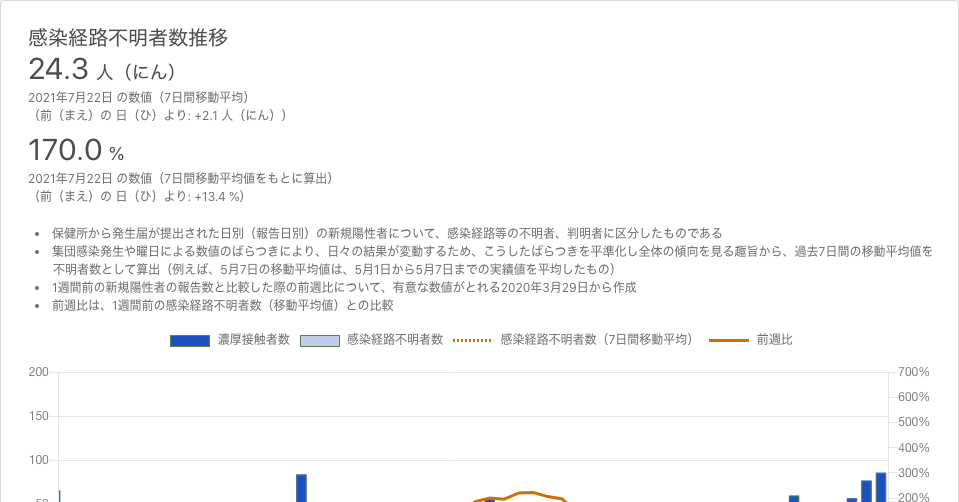 感染経路不明者数推移
24.3 人（にん）
2021年7月22日 の数値（7日間移動平均）
（前（まえ）の 日（ひ）より: +2.1 人（にん））
170.0 %
2021年7月22日 の数値（7日間移動平均値をもとに算出）
（前（まえ）の 日（ひ）より: +13.4 %）
• 保健所から発生届が提出された日別（報告日別）の新規陽性者について、感染経路等の不明者、判明者に区分したものである
• 集団感染発生や曜日による数値のばらつきにより、日々の結果が変動するため、こうしたばらつきを平準化し全体の傾向を見る趣旨から、過去7日間の移動平均値を
不明者数として算出（例えば、5月7日の移動平均値は、5月1日から5月7日までの実績値を平均したもの）
• 1週間前の新規陽性者の報告数と比較した際の前週比について、有意な数値がとれる2020年3月29日から作成
• 前週比は、1週間前の感染経路不明者数（移動平均値）との比較
濃厚接触者数 感染経路不明者数 感染経路不明者数（7日間移動平均） 前週比
200 700%
600%
150 500%
400%
100 300%
50 200%